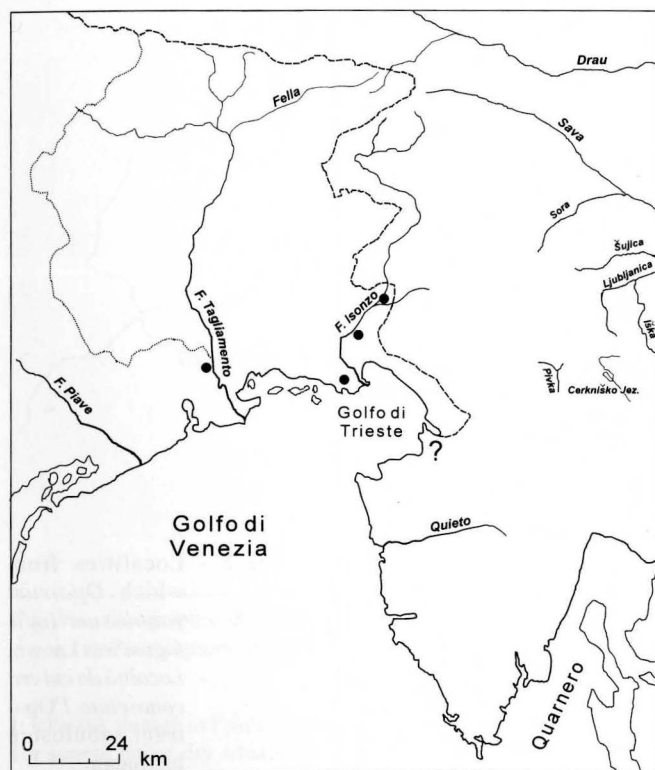 Drau
Fella
Sava
Sora
Šujica
Ljubljanica
Iška
F. Isonzo
F. Tagliamento
F. Piave
Pivka
Cerkniško Jez.
Golfo di
Trieste
?
Golfo di
Venezia
Quieto
Quarnero
0 24
km